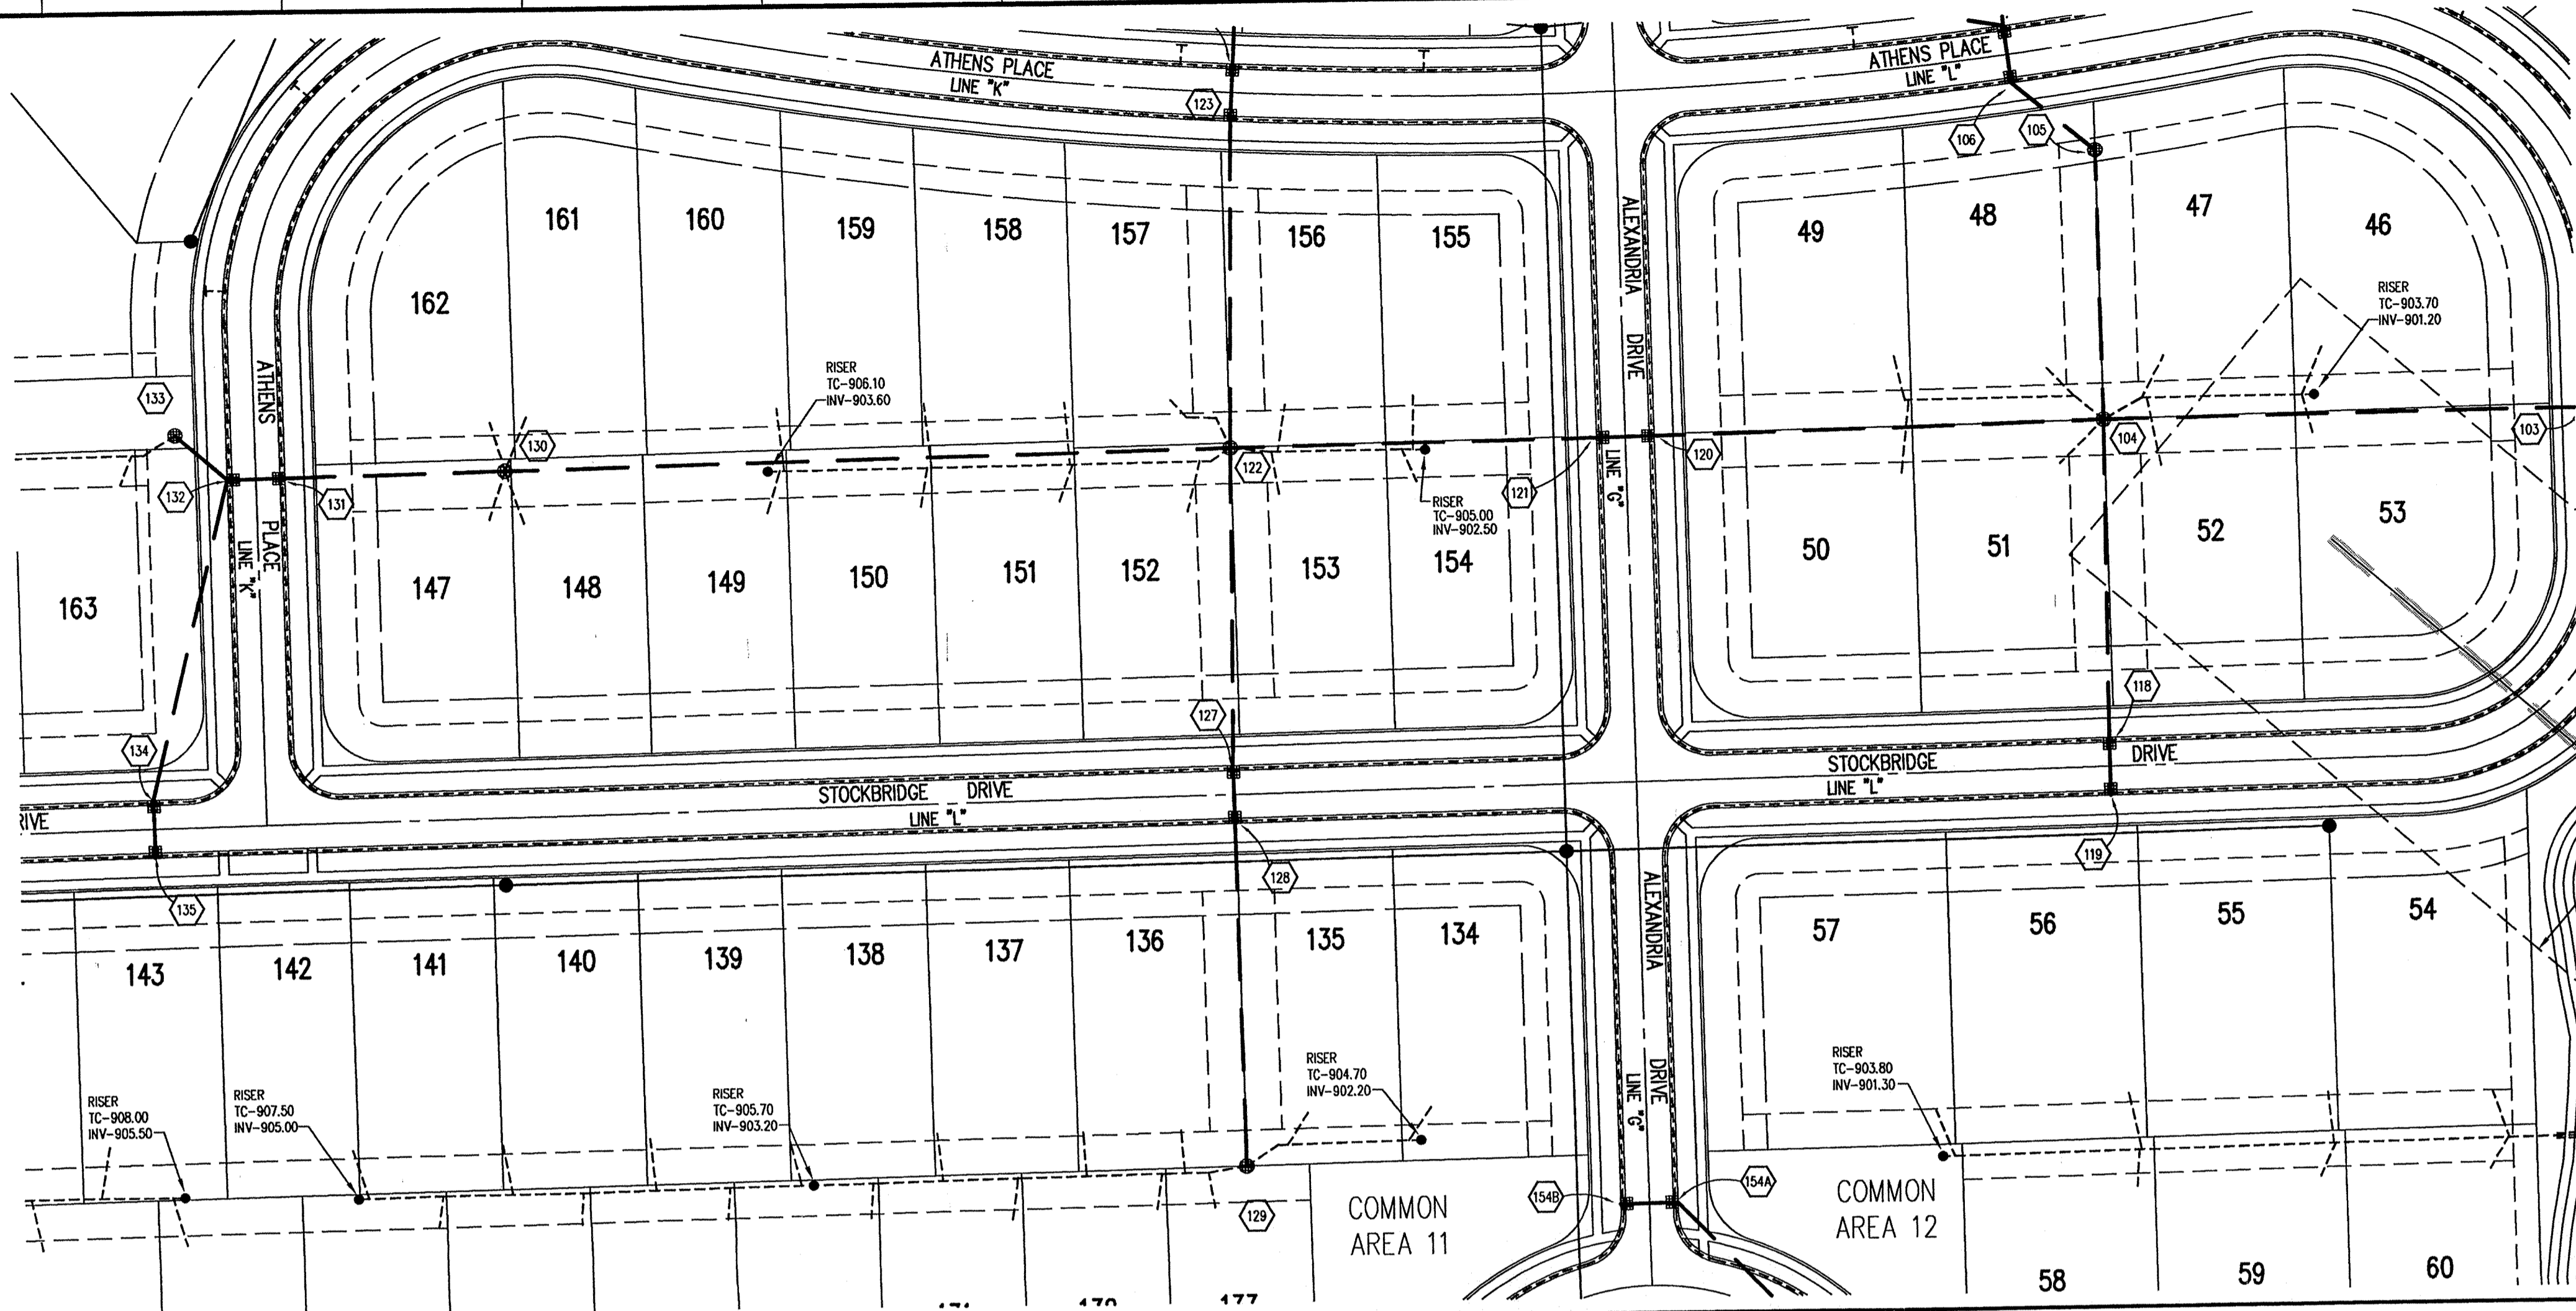 ATHENS PLACE
LINE "K"
123
ATHENS PLACE
LINE "L"
106
105
161
160
159
158
157
156
155
ALEXANDRIA DRIVE
LINE "G"
49
48
47
46
162
RISER
TC-903.70
INV-901.20
RISER
TC-906.10
INV-903.60
133
ATHENS PLACE
LINE "K"
130
122
132
131
121
120
104
103
RISER
TC-905.00
INV-902.50
163
147
148
149
150
151
152
153
154
50
51
52
53
134
127
118
STOCKBRIDGE DRIVE
LINE "L"
STOCKBRIDGE DRIVE
LINE "L"
RIVE
135
128
119
143
142
141
140
139
138
137
136
135
134
ALEXANDRIA DRIVE
LINE "G"
57
56
55
54
RISER
TC-908.00
INV-905.50
RISER
TC-907.50
INV-905.00
RISER
TC-905.70
INV-903.20
RISER
TC-904.70
INV-902.20
RISER
TC-903.80
INV-901.30
129
154B
154A
COMMON
AREA 11
COMMON
AREA 12
58
59
60